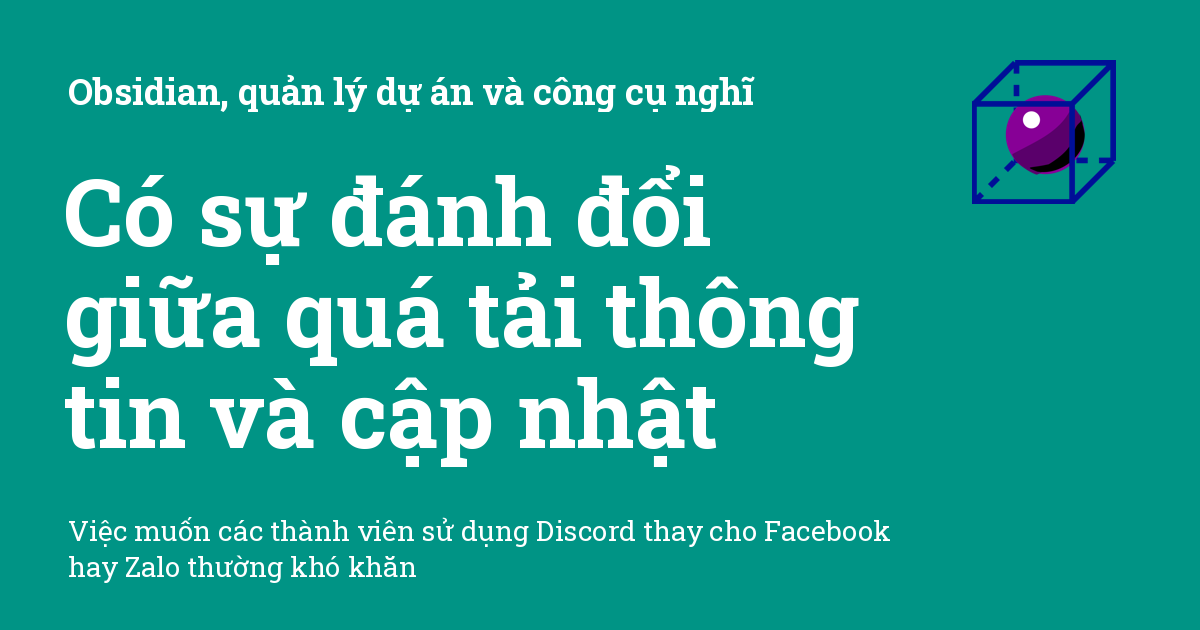 Obsidian, quản lý dự án và công cụ nghĩ
Có sự đánh đổi
giữa quá tải thông
tin và cập nhật
Việc muốn các thành viên sử dụng Discord thay cho Facebook
hay Zalo thường khó khăn